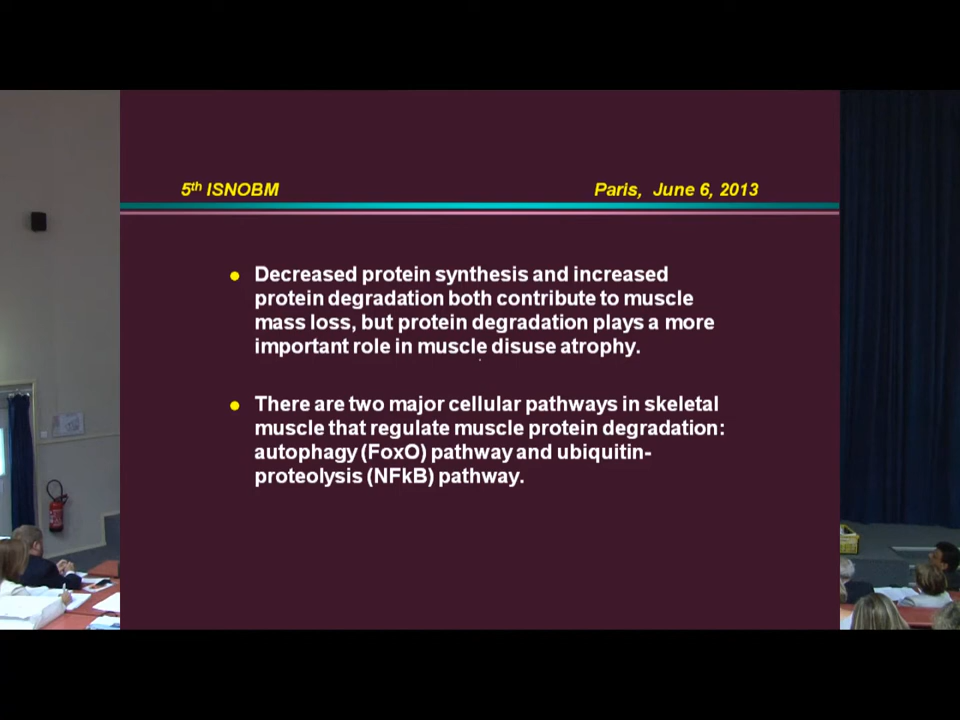 5th ISNOBM
Paris, June 6, 2013
Decreased protein synthesis and increased
protein degradation both contribute to muscle
mass loss, but protein degradation plays a more
important role in muscle disuse atrophy.
There are two major cellular pathways in skeletal
muscle that regulate muscle protein degradation:
autophagy (FoxO) pathway and ubiquitin-
proteolysis (NFkB) pathway.